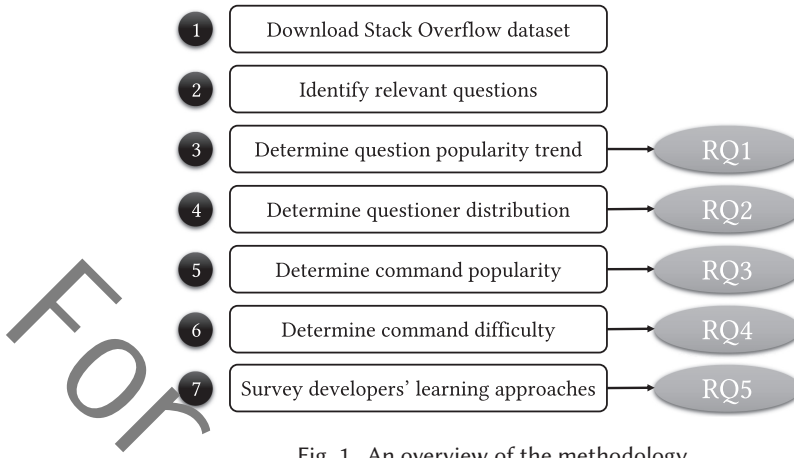 1 Download Stack Overflow dataset
2 Identify relevant questions
3 Determine question popularity trend RQ1
4 Determine questioner distribution RQ2
5 Determine command popularity RQ3
6 Determine command difficulty RQ4
7 Survey developers’ learning approaches RQ5
For
Fig. 1. An overview of the methodology